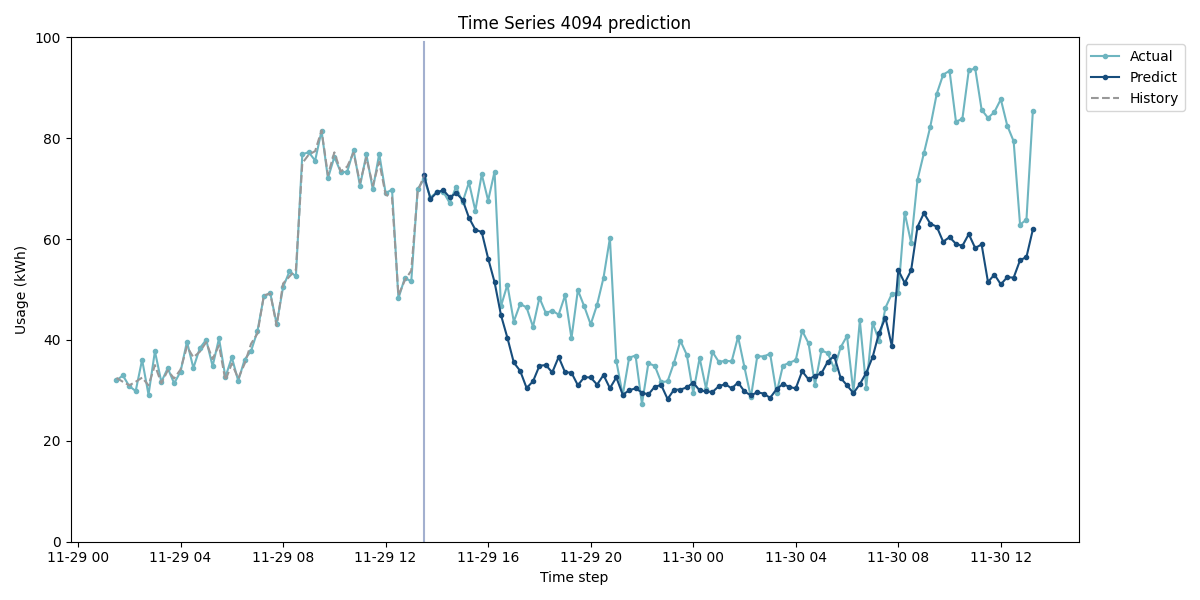 Time Series 4094 prediction
100
80
60
40
20
0
Usage (kWh)
11-29 00
11-29 04
11-29 08
11-29 12
11-29 16
11-29 20
11-30 00
11-30 04
11-30 08
11-30 12
Time step
Actual
Predict
History